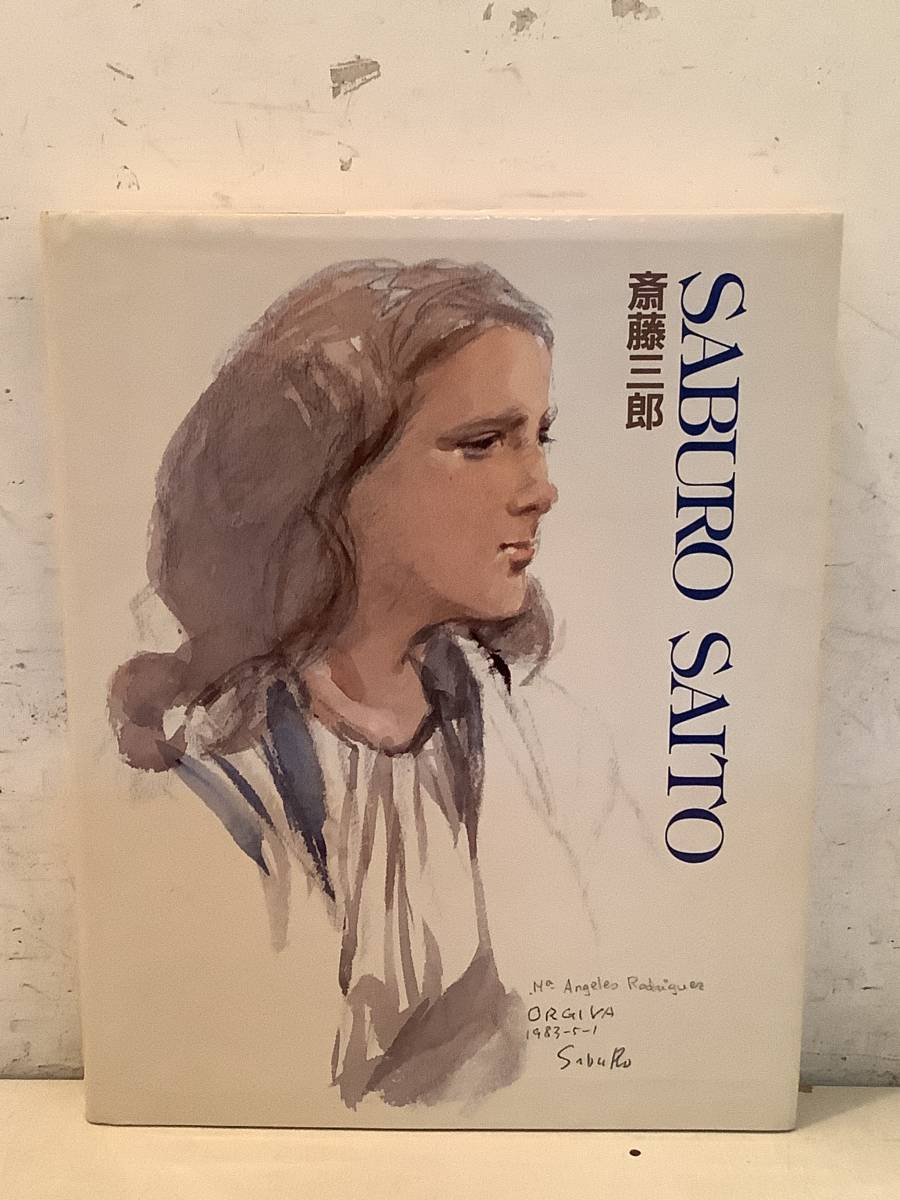 SABURO SAITO
斎藤三郎
Mª Angeles Rodriguez
ORGIVA
1983-5-1
Saburo